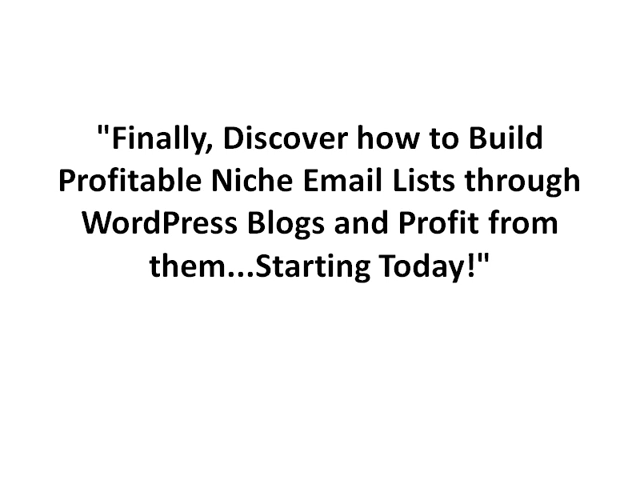 "Finally, Discover how to Build
Profitable Niche Email Lists through
WordPress Blogs and Profit from
them...Starting Today!"